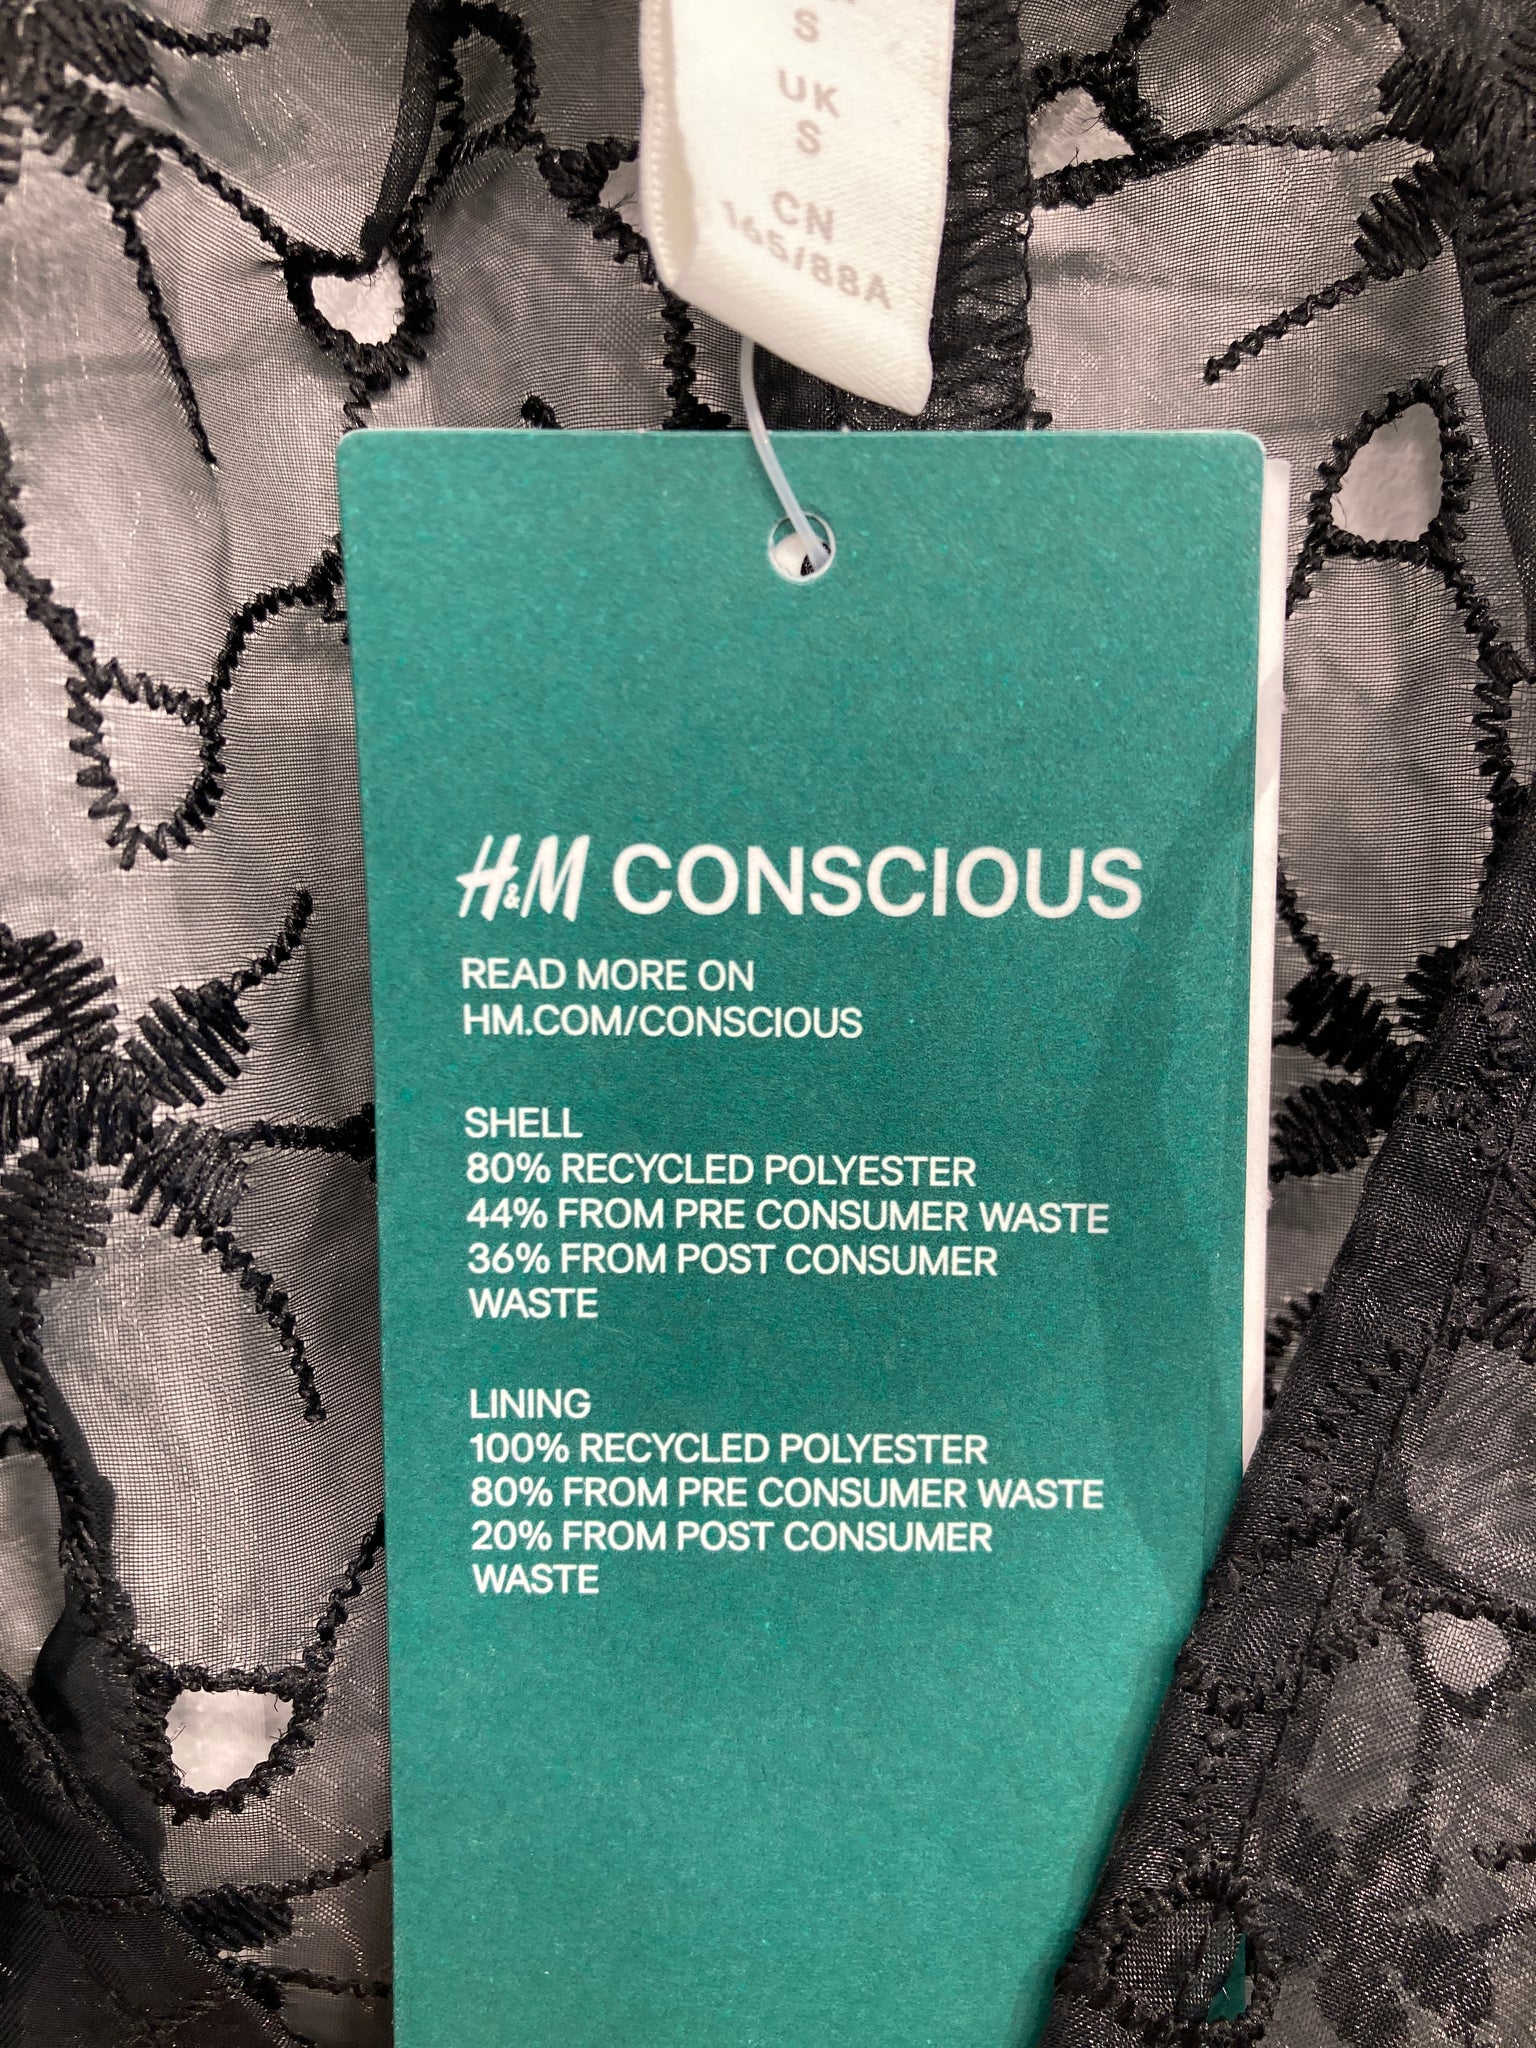 S
UK
S
CN
165/88A
H&M CONSCIOUS
READ MORE ON
HM.COM/CONSCIOUS
SHELL
80% RECYCLED POLYESTER
44% FROM PRE CONSUMER WASTE
36% FROM POST CONSUMER
WASTE
LINING
100% RECYCLED POLYESTER
80% FROM PRE CONSUMER WASTE
20% FROM POST CONSUMER
WASTE